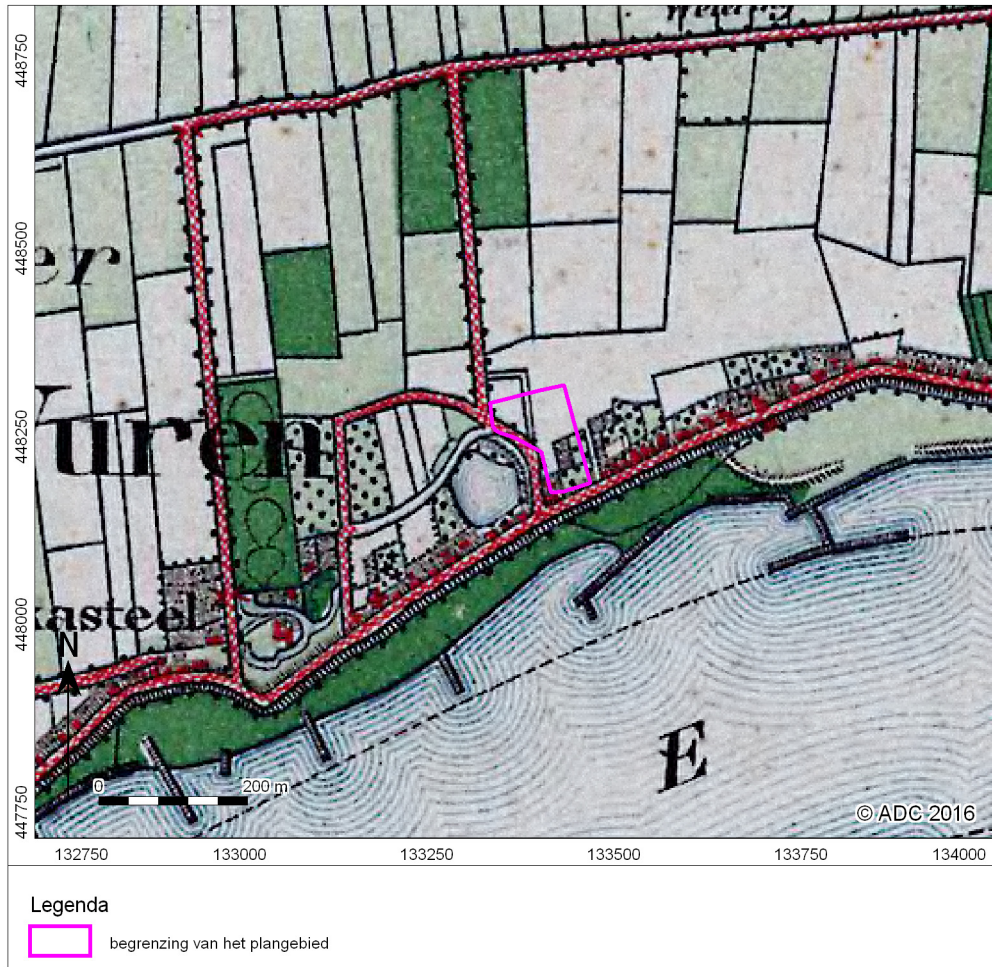 448750
448500
448250
448000
447750
er
uren
kasteel
N
E
0 200 m
© ADC 2016
132750 133000 133250 133500 133750 134000
Legenda
begrenzing van het plangebied